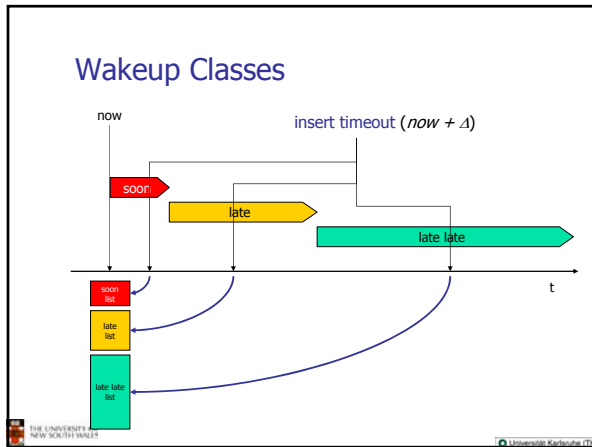 Wakeup Classes
now
insert timeout (now + Δ)
soon
late
late late
t
soon
list
late
list
late late
list
THE UNIVERSITY
NEW SOUTH WALES
Universität Karlsruhe (TH)